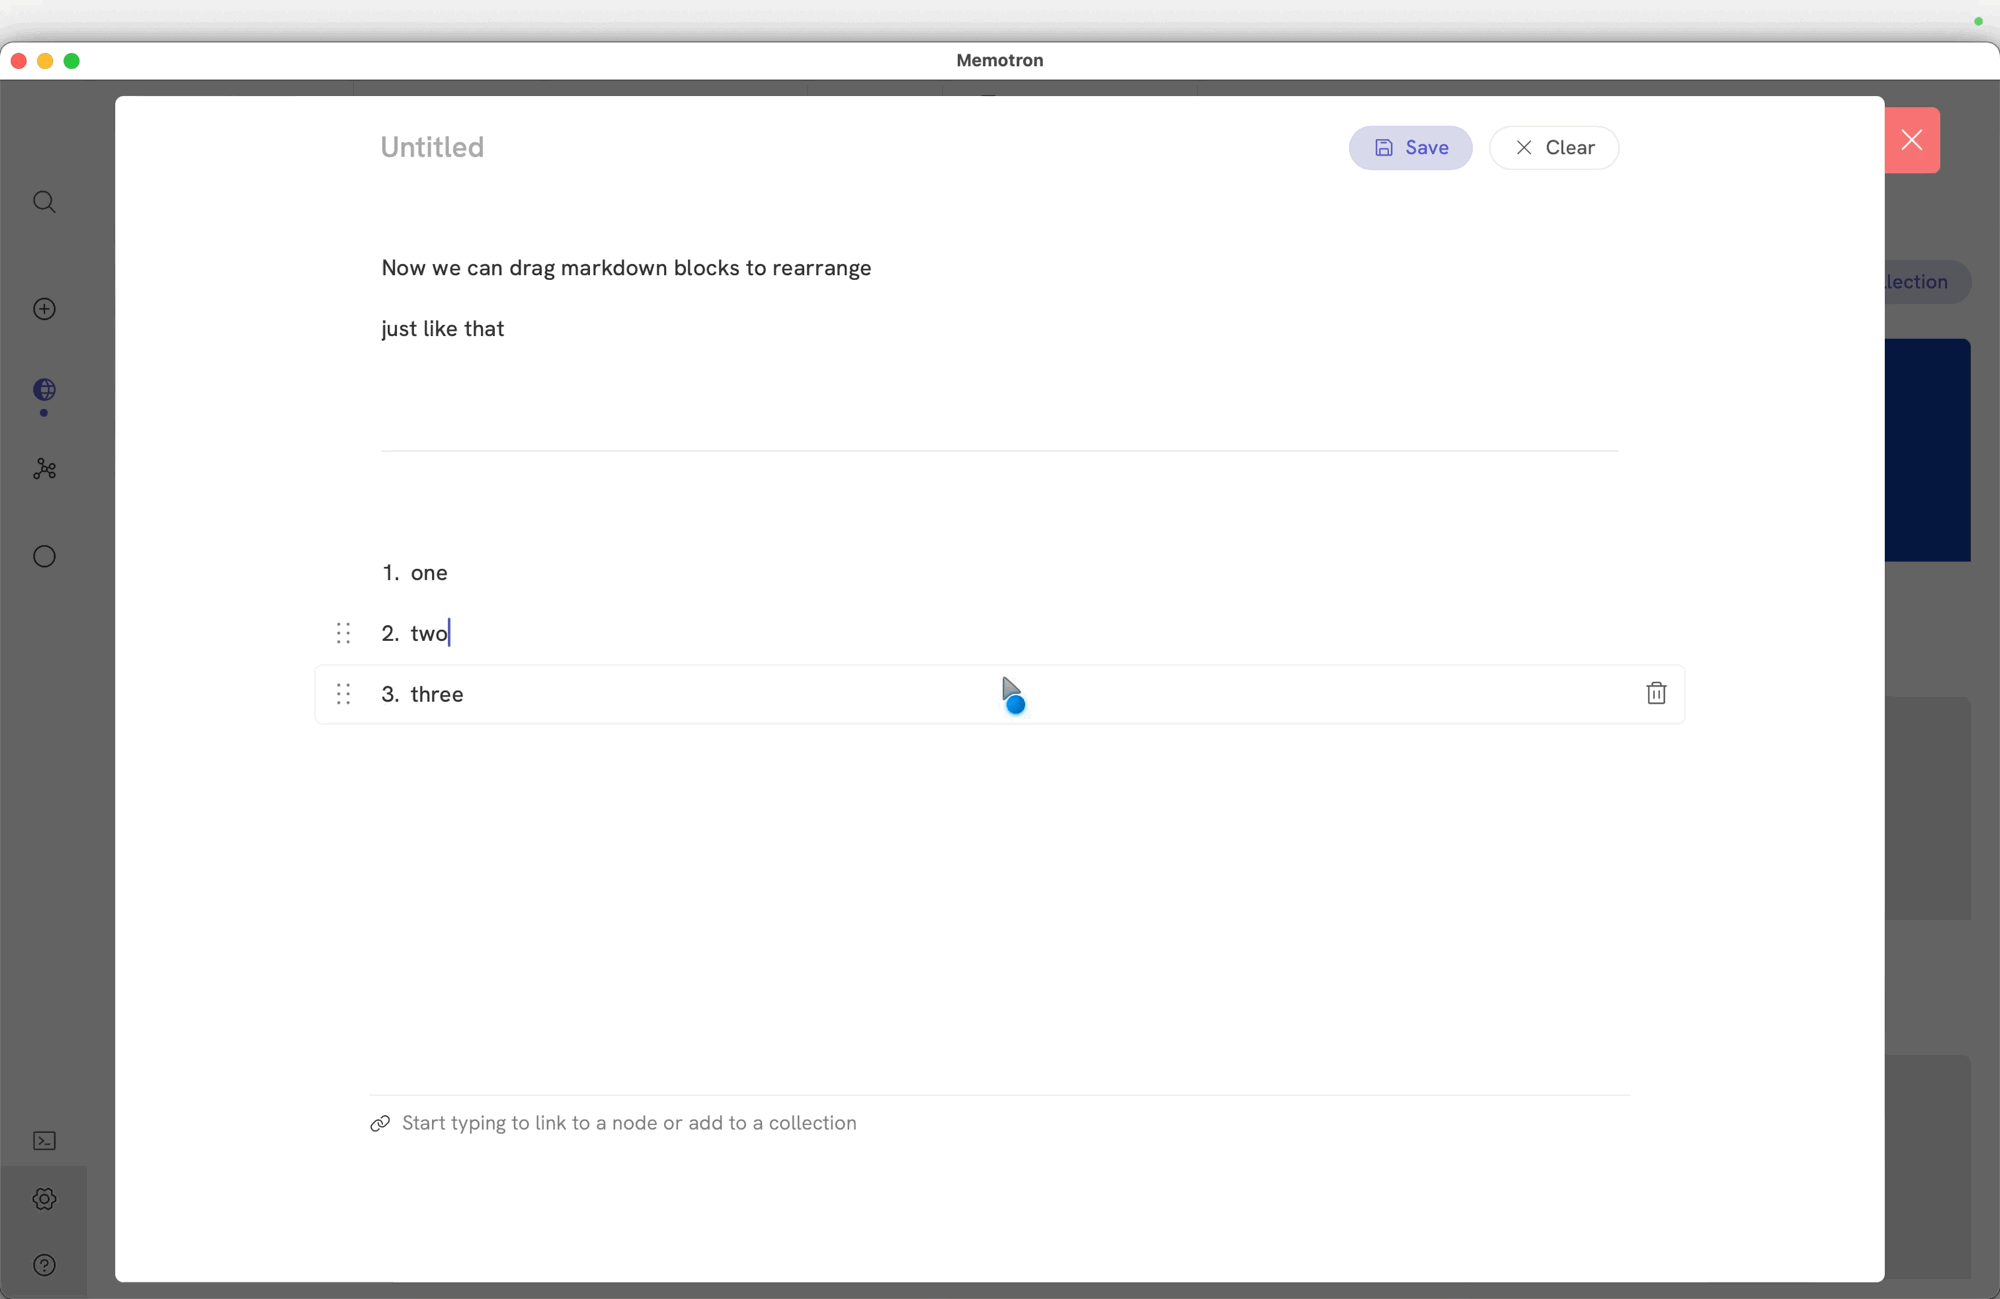 Memotron
Untitled
Save
Clear
llection
Now we can drag markdown blocks to rearrange
just like that
1. one
2. two
3. three
Start typing to link to a node or add to a collection